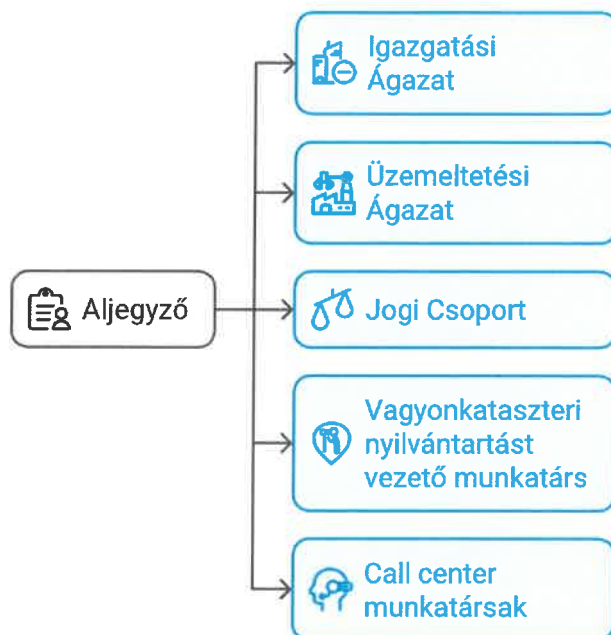 Igazgatási
Ágazat
Üzemeltetési
Ágazat
Aljegyző
Jogi Csoport
Vagyonkataszteri
nyilvántartást
vezető munkatárs
Call center
munkatársak